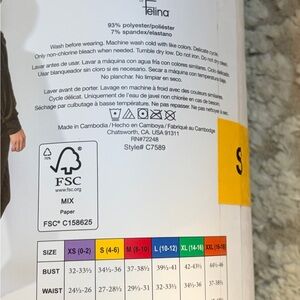 Felina
93% polyester/poliéster
7% spandex/elastano
Wash before wearing. Machine wash cold with like colors. Delicate cycle.
Only non-chlorine bleach when needed. Tumble dry low. Do not iron. Do not dry clean.
Lavar antes de usar. Lavar a máquina con agua fría con colores similares. Ciclo delicado.
Usar blanqueador sin cloro si es necesario. Secar a máquina con temperatura baja.
No planchar. No limpiar en seco.
Lavar avant de porter. Lavage en machine à froid avec des couleurs similaires.
Cycle délicat. Uniquement de l'eau de javel non chlorée en cas de besoin.
Séchage par culbutage à basse température. Ne pas repasser. Ne pas nettoyer à sec.
Made in Cambodia / Hecho en Camboya / Fabriqué au Cambodge
Chatsworth, CA. USA 91311
RN#72248
Style# C7589
FSC
www.fsc.org
MIX
Paper
FSC® C158625
S
SIZE XS (0-2) S (4-6) M (8-10) L (10-12) XL (14-16)
BUST 32-33½ 34½-36 37-38½ 39½-41 42-43½ 44½-46
WAIST 24½-26 27-28½ 29½-31 32-33½